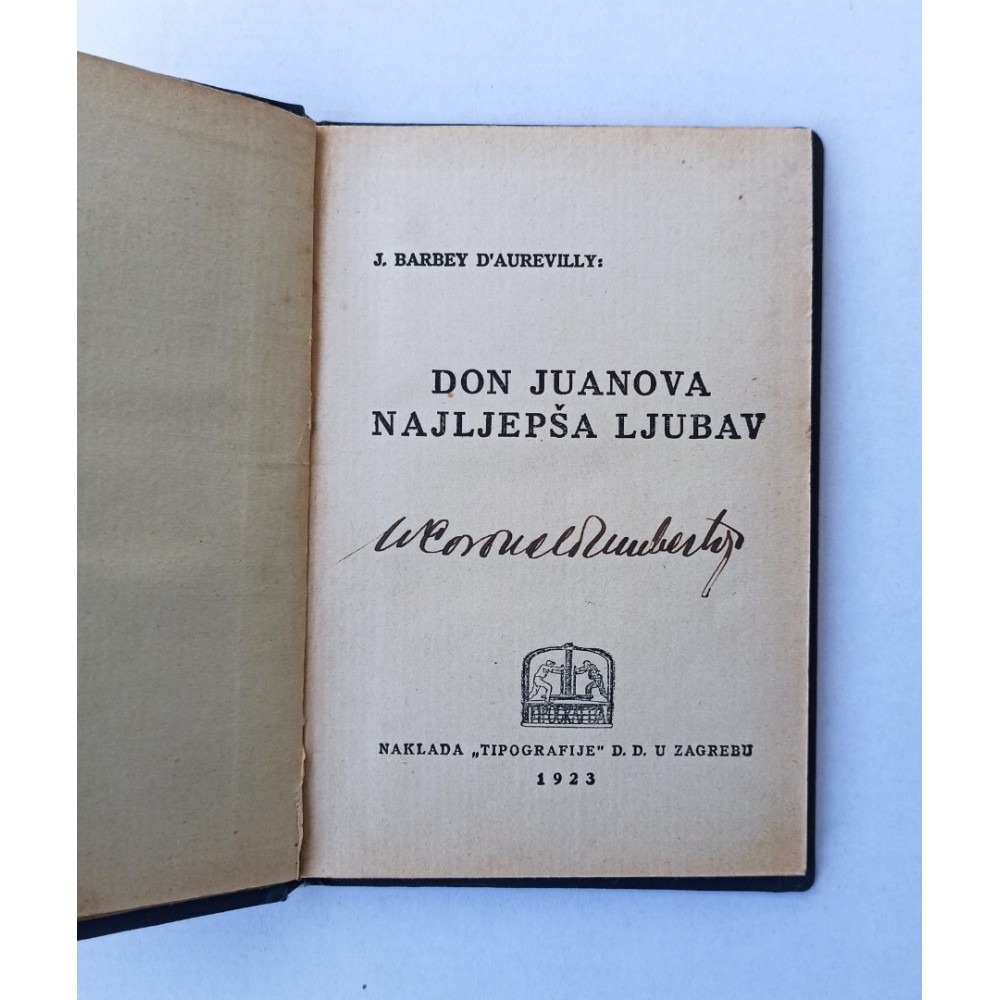 J. BARBEY D'AUREVILLY:
DON JUANOVA
NAJLJEPŠA LJUBAV
TIPOGRAFIJA
NAKLADA „TIPOGRAFIJE" D. D. U ZAGREBU
1923